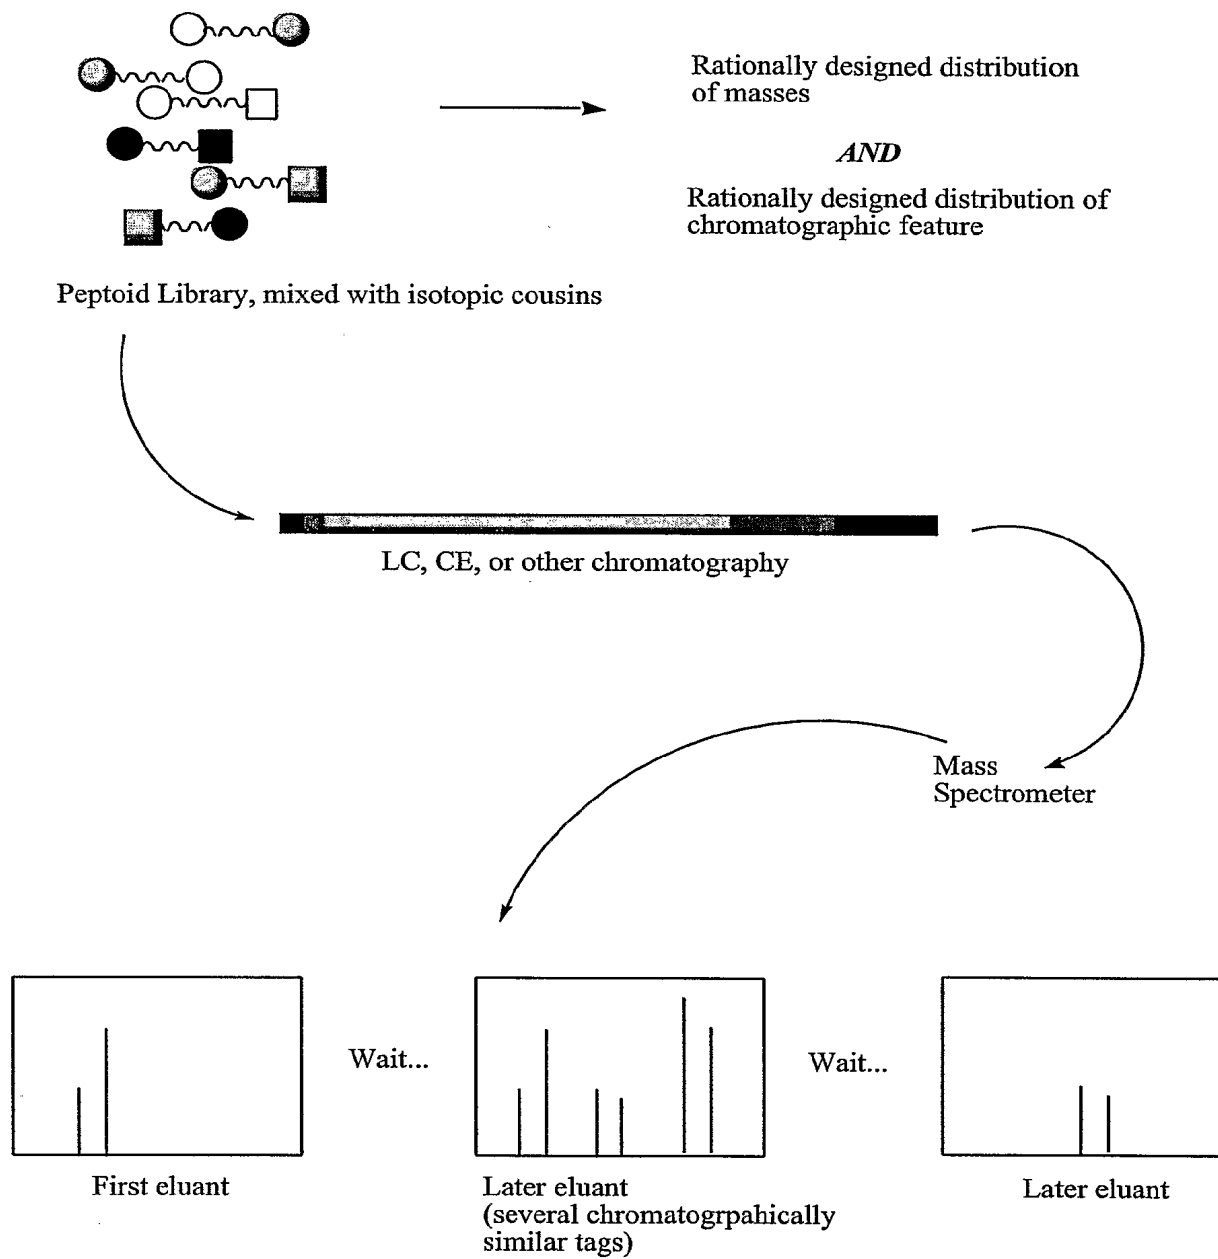 Rationally designed distribution
of masses
AND
Rationally designed distribution of
chromatographic feature
Peptoid Library, mixed with isotopic cousins
LC, CE, or other chromatography
Mass
Spectrometer
Wait...
Wait...
First eluant
Later eluant
(several chromatogrpahically
similar tags)
Later eluant